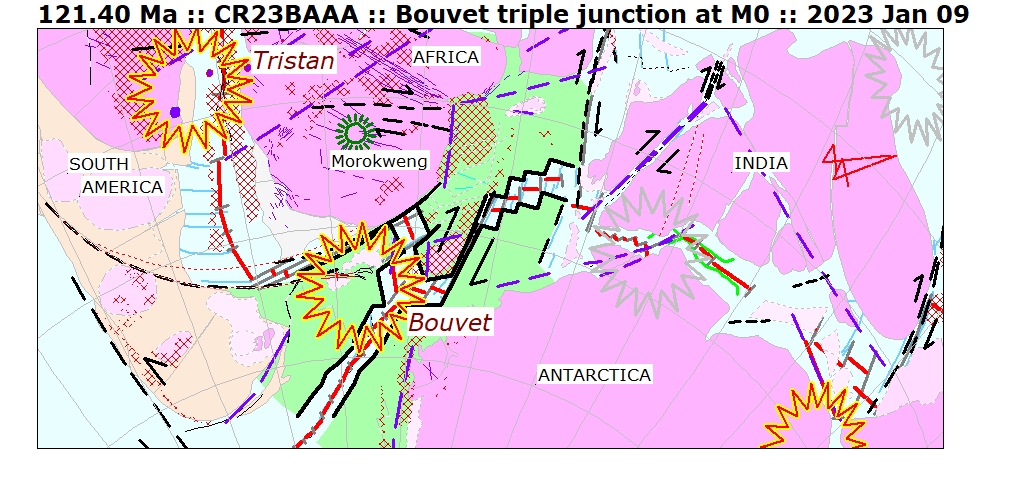 121.40 Ma :: CR23BAAA :: Bouvet triple junction at M0 :: 2023 Jan 09
Tristan
AFRICA
Morokweng
SOUTH
AMERICA
INDIA
Bouvet
ANTARCTICA